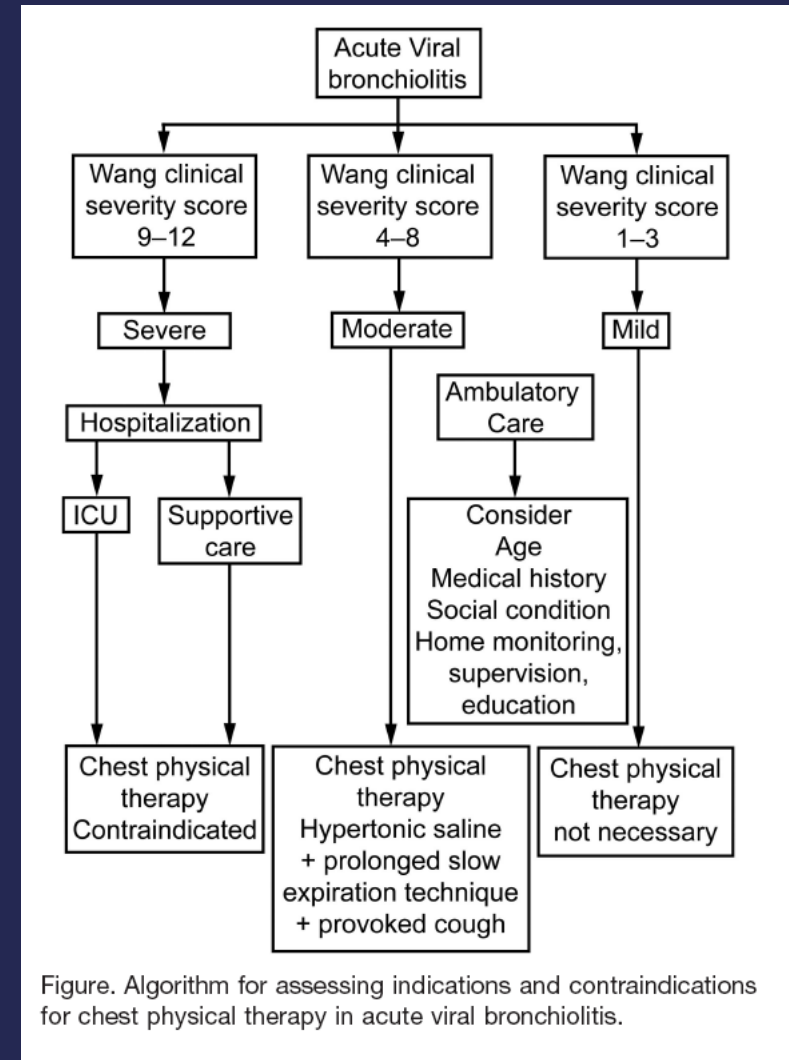 Acute Viral
bronchiolitis
Wang clinical
severity score
9–12
Wang clinical
severity score
4–8
Wang clinical
severity score
1–3
Severe
Moderate
Mild
Hospitalization
Ambulatory
Care
ICU
Supportive
care
Consider
Age
Medical history
Social condition
Home monitoring,
supervision,
education
Chest physical
therapy
Contraindicated
Chest physical
therapy
Hypertonic saline
+ prolonged slow
expiration technique
+ provoked cough
Chest physical
therapy
not necessary
Figure. Algorithm for assessing indications and contraindications
for chest physical therapy in acute viral bronchiolitis.